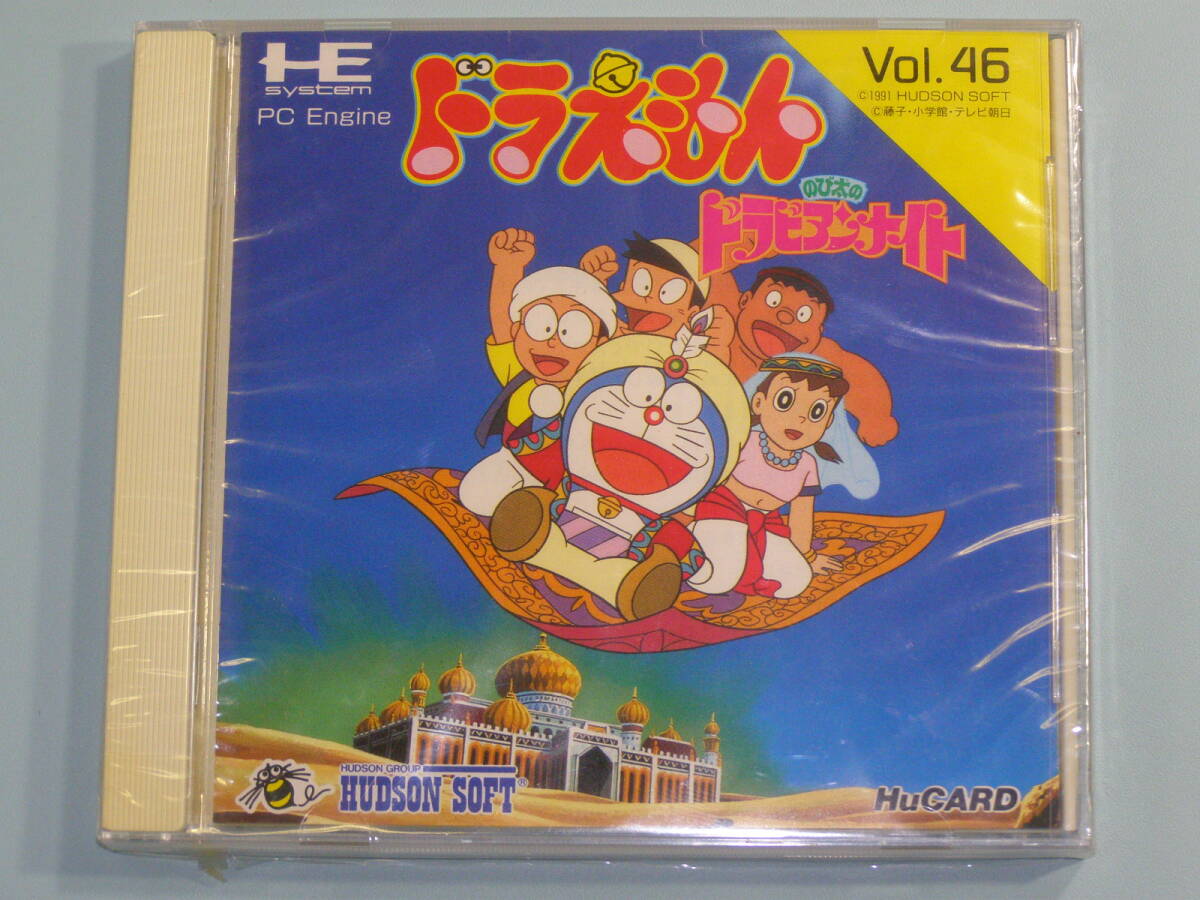 HE
system
PC Engine
ドラえもん
のび太の
ドラビアンナイト
Vol.46
©1991 HUDSON SOFT
©藤子・小学館・テレビ朝日
HUDSON GROUP
HUDSON SOFT®
HuCARD